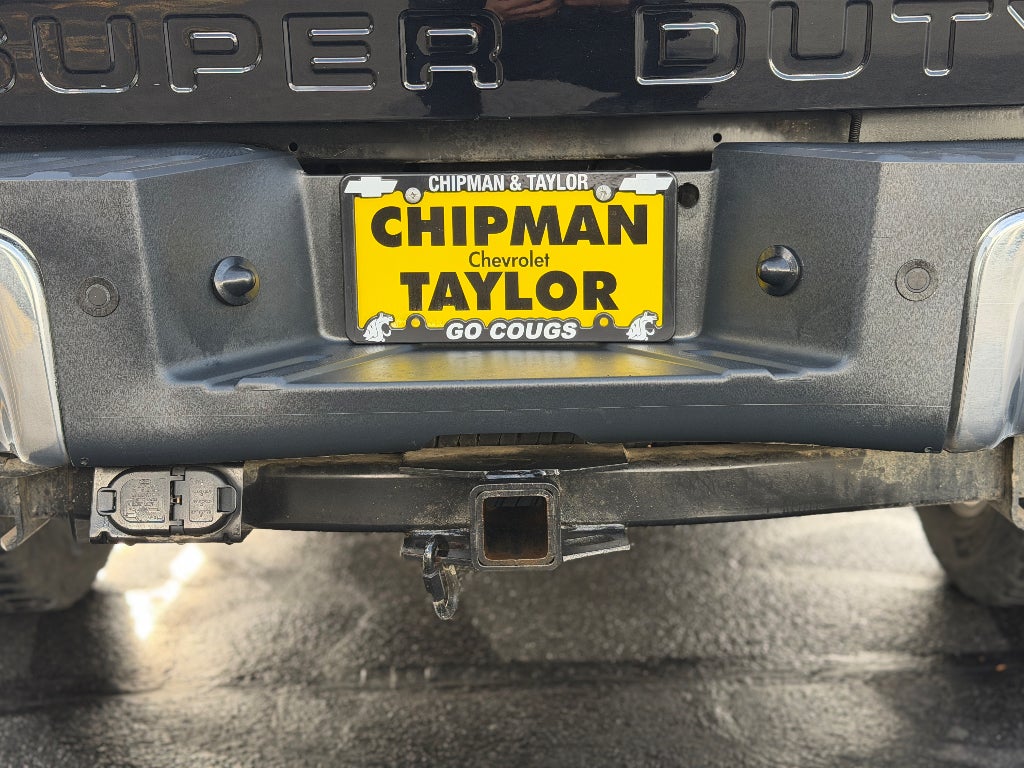 SUPER DUTY
CHIPMAN & TAYLOR
CHIPMAN
Chevrolet
TAYLOR
GO COUGS